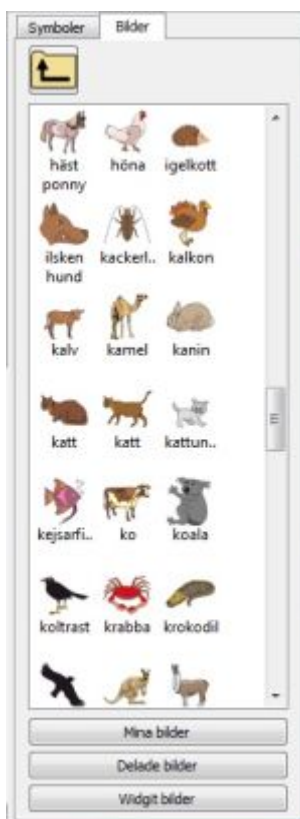 Symboler Bilder
häst ponny höna igelkott
ilsken hund kackerl.. kalkon
kalv kamel kanin
katt katt kattun..
kejsarfi.. ko koala
koltrast krabba krokodil
Mina bilder
Delade bilder
Widgit bilder